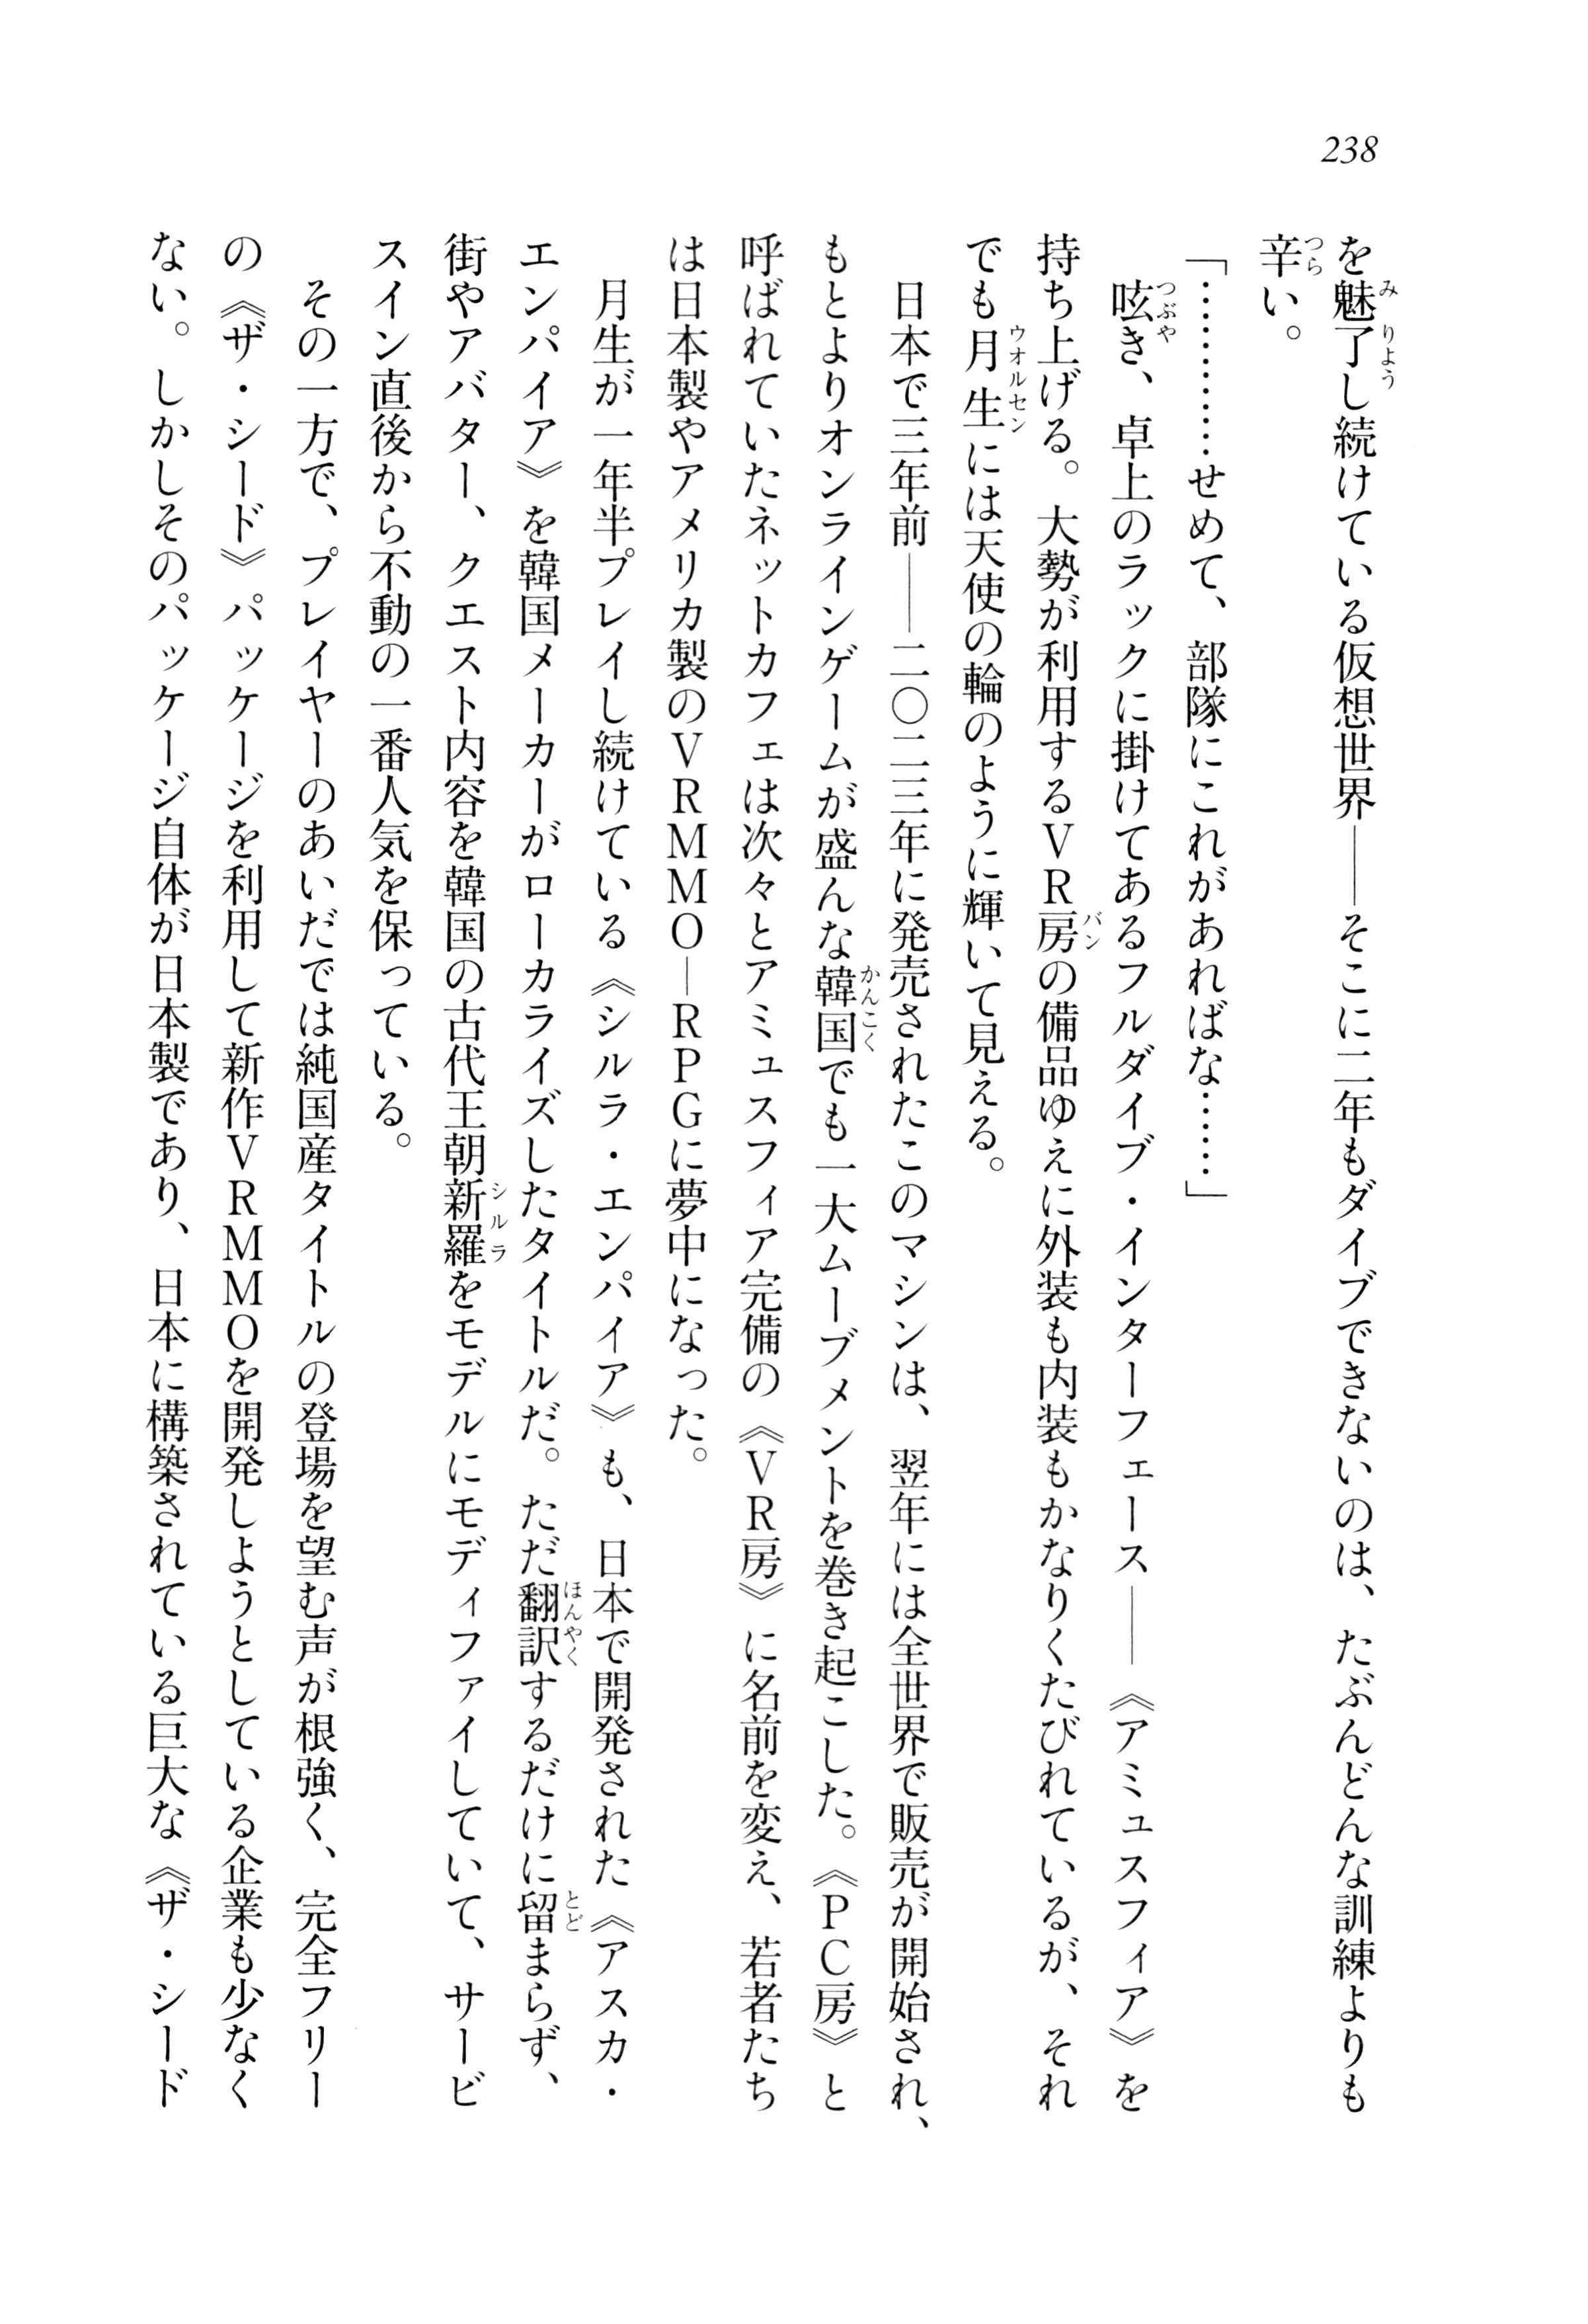 238
を魅了し続けている仮想世界――そこに二年もダイブできないのは、たぶんどんな訓練よりも
辛い。
「…………せめて、部隊にこれがあればな……」
　呟き、卓上のラックに掛けてあるフルダイブ・インターフェース――《アミュスフィア》を
持ち上げる。大勢が利用するＶＲ房の備品ゆえに外装も内装もかなりくたびれているが、それ
でも月生には天使の輪のように輝いて見える。
　日本で三年前――二〇二三年に発売されたこのマシンは、翌年には全世界で販売が開始され、
もとよりオンラインゲームが盛んな韓国でも一大ムーブメントを巻き起こした。《ＰＣ房》と
呼ばれていたネットカフェは次々とアミュスフィア完備の《ＶＲ房》に名前を変え、若者たち
は日本製やアメリカ製のＶＲＭＭＯ―ＲＰＧに夢中になった。
　月生が一年半プレイし続けている《シルラ・エンパイア》も、日本で開発された《アスカ・
エンパイア》を韓国メーカーがローカライズしたタイトルだ。ただ翻訳するだけに留まらず、
街やアバター、クエスト内容を韓国の古代王朝新羅をモデルにモディファイしていて、サービ
スイン直後から不動の一番人気を保っている。
　その一方で、プレイヤーのあいだでは純国産タイトルの登場を望む声が根強く、完全フリー
の《ザ・シード》パッケージを利用して新作ＶＲＭＭＯを開発しようとしている企業も少なく
ない。しかしそのパッケージ自体が日本製であり、日本に構築されている巨大な《ザ・シード